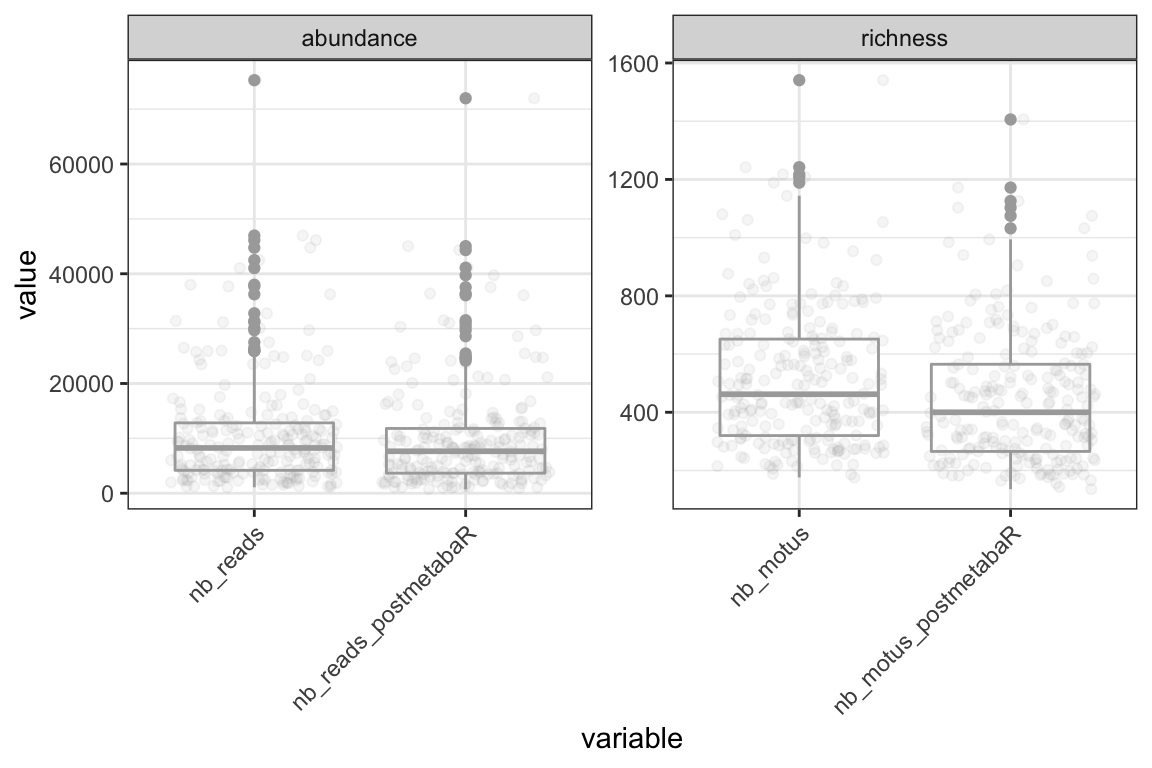 abundance
richness
value
60000
40000
20000
0
1600
1200
800
400
nb_reads
nb_reads_postmetabaR
nb_motus
nb_motus_postmetabaR
variable